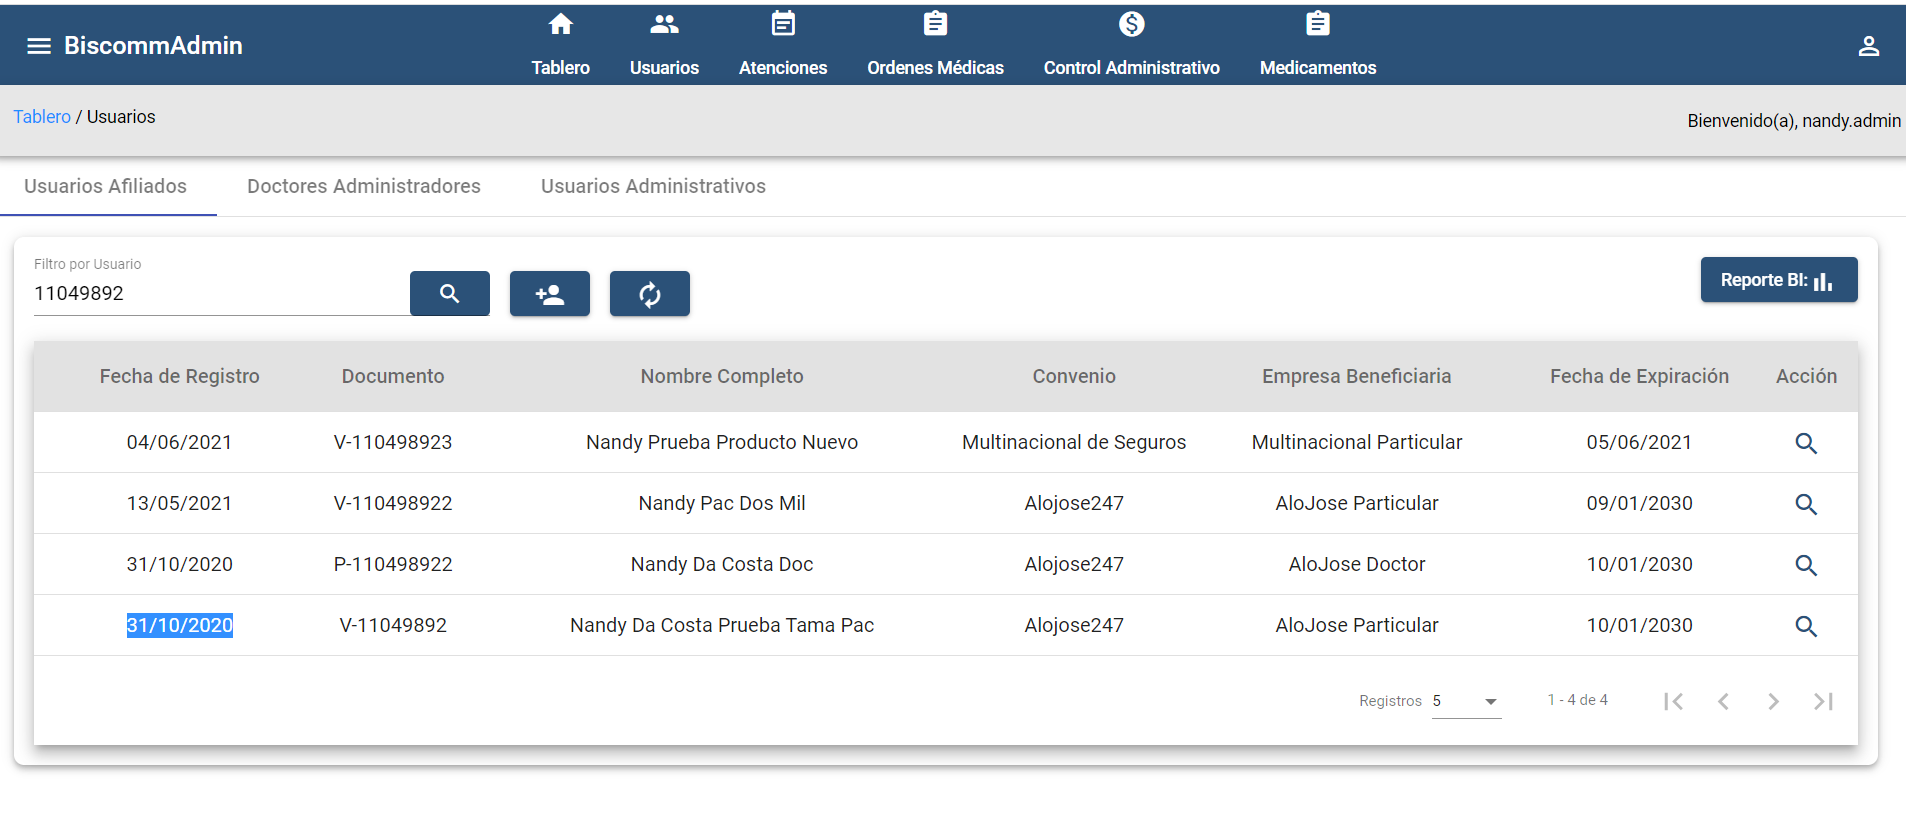 BiscommAdmin
Tablero Usuarios Atenciones Ordenes Médicas Control Administrativo Medicamentos
Tablero / Usuarios
Bienvenido(a), nandy.admin
Usuarios Afiliados Doctores Administradores Usuarios Administrativos
Filtro por Usuario
11049892
Reporte BI:
Fecha de Registro Documento Nombre Completo Convenio Empresa Beneficiaria Fecha de Expiración Acción
04/06/2021 V-110498923 Nandy Prueba Producto Nuevo Multinacional de Seguros Multinacional Particular 05/06/2021
13/05/2021 V-110498922 Nandy Pac Dos Mil Alojose247 AloJose Particular 09/01/2030
31/10/2020 P-110498922 Nandy Da Costa Doc Alojose247 AloJose Doctor 10/01/2030
31/10/2020 V-11049892 Nandy Da Costa Prueba Tama Pac Alojose247 AloJose Particular 10/01/2030
Registros 5 1 - 4 de 4